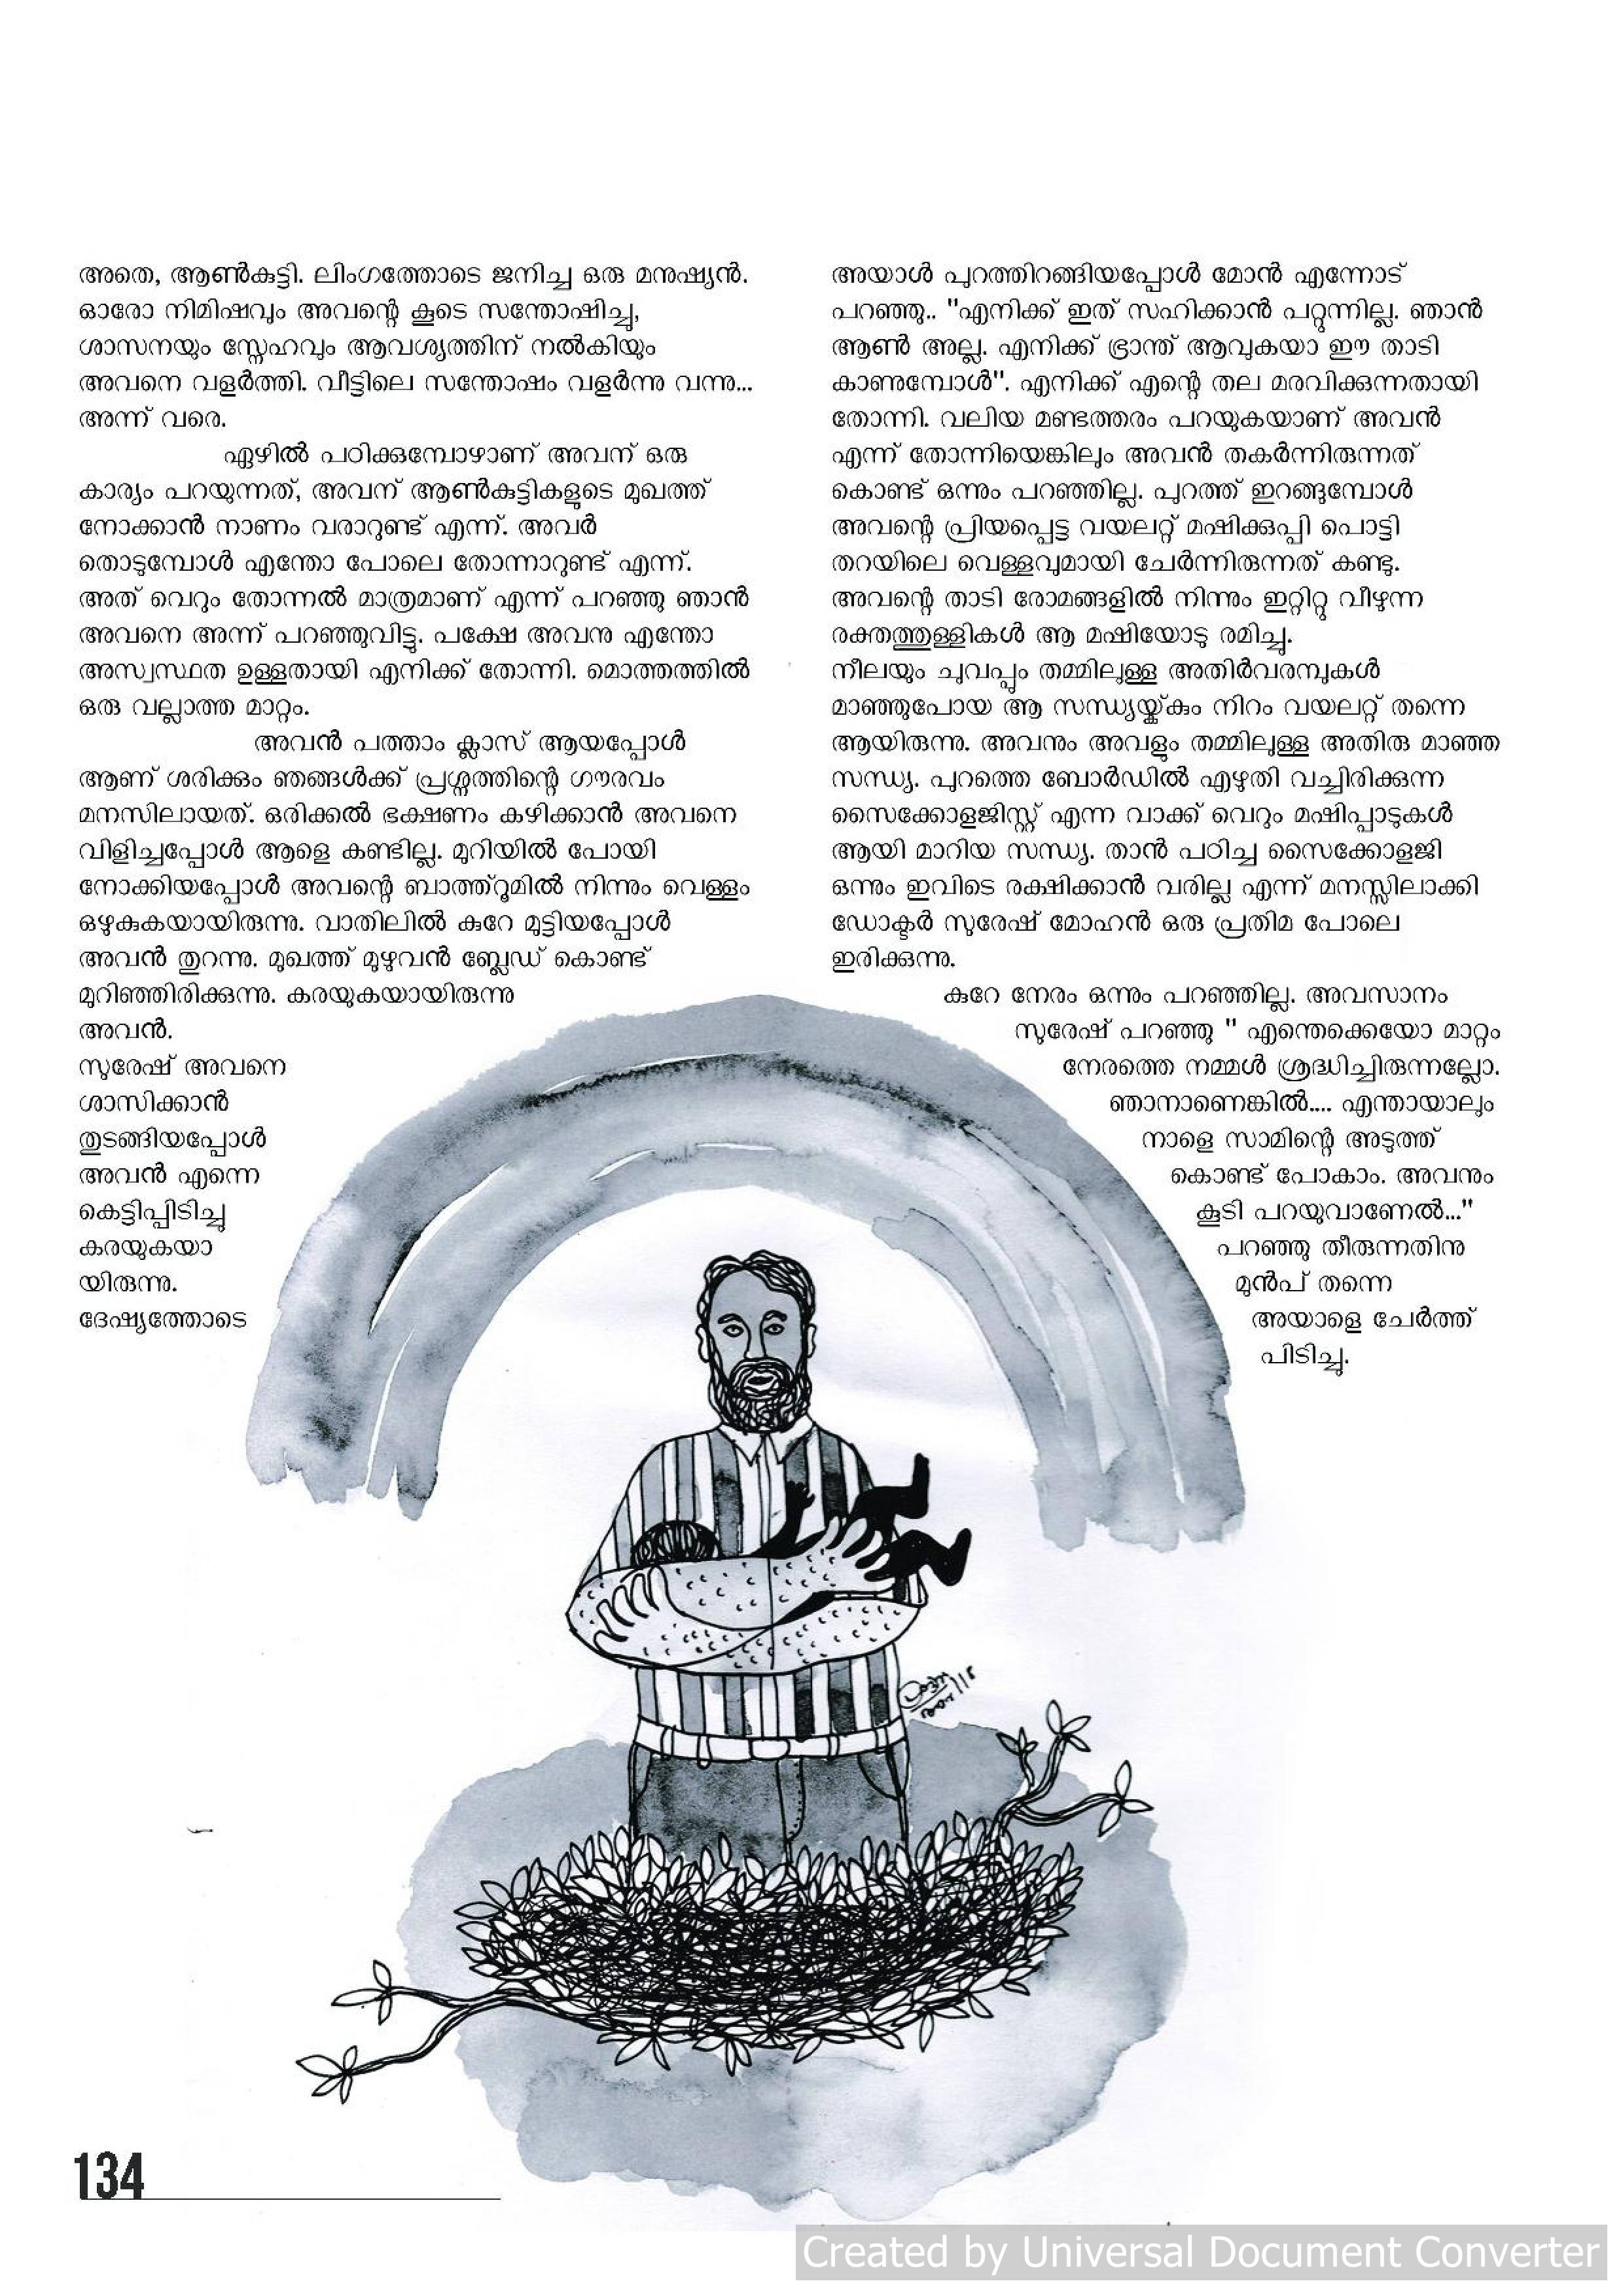 അതെ, ആൺകുട്ടി. ലിംഗത്തോടെ ജനിച്ച ഒരു മനുഷ്യൻ.
ഓരോ നിമിഷവും അവന്റെ കൂടെ സന്തോഷിച്ചു,
ശാസനയും സ്നേഹവും ആവശ്യത്തിന് നൽകിയും
അവനെ വളർത്തി. വീട്ടിലെ സന്തോഷം വളർന്നു വന്നു...
അന്ന് വരെ.
ഏഴിൽ പഠിക്കുമ്പോഴാണ് അവന് ഒരു
കാര്യം പറയുന്നത്, അവന് ആൺകുട്ടികളുടെ മുഖത്ത്
നോക്കാൻ നാണം വരാറുണ്ട് എന്ന്. അവർ
തൊടുമ്പോൾ എന്തോ പോലെ തോന്നാറുണ്ട് എന്ന്.
അത് വെറും തോന്നൽ മാത്രമാണ് എന്ന് പറഞ്ഞു ഞാൻ
അവനെ അന്ന് പറഞ്ഞുവിട്ടു. പക്ഷേ അവനു എന്തോ
അസ്വസ്ഥത ഉള്ളതായി എനിക്ക് തോന്നി. മൊത്തത്തിൽ
ഒരു വല്ലാത്ത മാറ്റം.
അവൻ പത്താം ക്ലാസ് ആയപ്പോൾ
ആണ് ശരിക്കും ഞങ്ങൾക്ക് പ്രശ്നത്തിന്റെ ഗൗരവം
മനസിലായത്. ഒരിക്കൽ ഭക്ഷണം കഴിക്കാൻ അവനെ
വിളിച്ചപ്പോൾ ആളെ കണ്ടില്ല. മുറിയിൽ പോയി
നോക്കിയപ്പോൾ അവന്റെ ബാത്ത്റൂമിൽ നിന്നും വെള്ളം
ഒഴുകുകയായിരുന്നു. വാതിലിൽ കുറേ മുട്ടിയപ്പോൾ
അവൻ തുറന്നു. മുഖത്ത് മുഴുവൻ ബ്ലേഡ് കൊണ്ട്
മുറിഞ്ഞിരിക്കുന്നു. കരയുകയായിരുന്നു
അവൻ.
സുരേഷ് അവനെ
ശാസിക്കാൻ
തുടങ്ങിയപ്പോൾ
അവൻ എന്നെ
കെട്ടിപ്പിടിച്ചു
കരയുകയാ
യിരുന്നു.
ദേഷ്യത്തോടെ
അയാൾ പുറത്തിറങ്ങിയപ്പോൾ മോൻ എന്നോട്
പറഞ്ഞു.. "എനിക്ക് ഇത് സഹിക്കാൻ പറ്റുന്നില്ല. ഞാൻ
ആൺ അല്ല. എനിക്ക് ഭ്രാന്ത് ആവുകയാ ഈ താടി
കാണുമ്പോൾ". എനിക്ക് എന്റെ തല മരവിക്കുന്നതായി
തോന്നി. വലിയ മണ്ടത്തരം പറയുകയാണ് അവൻ
എന്ന് തോന്നിയെങ്കിലും അവൻ തകർന്നിരുന്നത്
കൊണ്ട് ഒന്നും പറഞ്ഞില്ല. പുറത്ത് ഇറങ്ങുമ്പോൾ
അവന്റെ പ്രിയപ്പെട്ട വയലറ്റ് മഷിക്കുപ്പി പൊട്ടി
തറയിലെ വെള്ളവുമായി ചേർന്നിരുന്നത് കണ്ടു.
അവന്റെ താടി രോമങ്ങളിൽ നിന്നും ഇറ്റിറ്റു വീഴുന്ന
രക്തത്തുള്ളികൾ ആ മഷിയോടു രമിച്ചു.
നീലയും ചുവപ്പും തമ്മിലുള്ള അതിർവരമ്പുകൾ
മാഞ്ഞുപോയ ആ സന്ധ്യയ്ക്കും നിറം വയലറ്റ് തന്നെ
ആയിരുന്നു. അവനും അവളും തമ്മിലുള്ള അതിരു മാഞ്ഞ
സന്ധ്യ. പുറത്തെ ബോർഡിൽ എഴുതി വച്ചിരിക്കുന്ന
സൈക്കോളജിസ്റ്റ് എന്ന വാക്ക് വെറും മഷിപ്പാടുകൾ
ആയി മാറിയ സന്ധ്യ. താൻ പഠിച്ച സൈക്കോളജി
ഒന്നും ഇവിടെ രക്ഷിക്കാൻ വരില്ല എന്ന് മനസ്സിലാക്കി
ഡോക്ടർ സുരേഷ് മോഹൻ ഒരു പ്രതിമ പോലെ
ഇരിക്കുന്നു.
കുറേ നേരം ഒന്നും പറഞ്ഞില്ല. അവസാനം
സുരേഷ് പറഞ്ഞു " എന്തെക്കെയോ മാറ്റം
നേരത്തെ നമ്മൾ ശ്രദ്ധിച്ചിരുന്നല്ലോ.
ഞാനാണെങ്കിൽ.... എന്തായാലും
നാളെ സാമിന്റെ അടുത്ത്
കൊണ്ട് പോകാം. അവനും
കൂടി പറയുവാണേൽ..."
പറഞ്ഞു തീരുന്നതിനു
മുൻപ് തന്നെ
അയാളെ ചേർത്ത്
പിടിച്ചു.
134
Created by Universal Document Converter